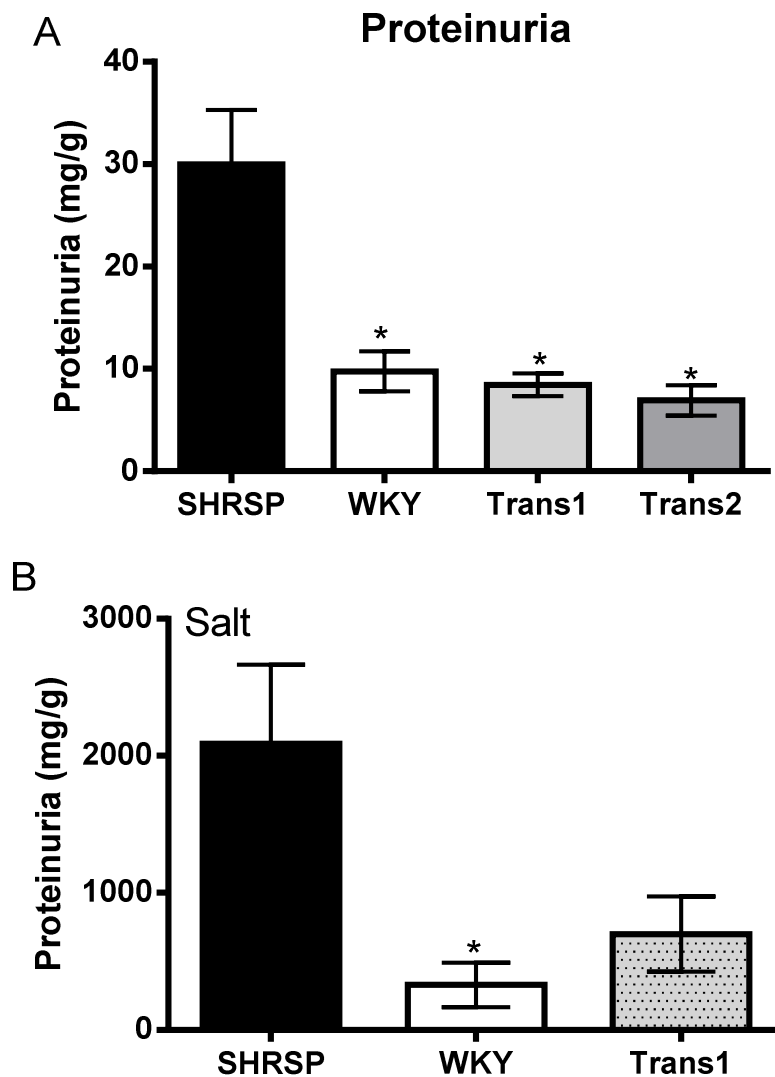 A
Proteinuria
Proteinuria (mg/g)
40
30
20
10
0
*
*
*
SHRSP
WKY
Trans1
Trans2
B
Salt
Proteinuria (mg/g)
3000
2000
1000
0
*
SHRSP
WKY
Trans1